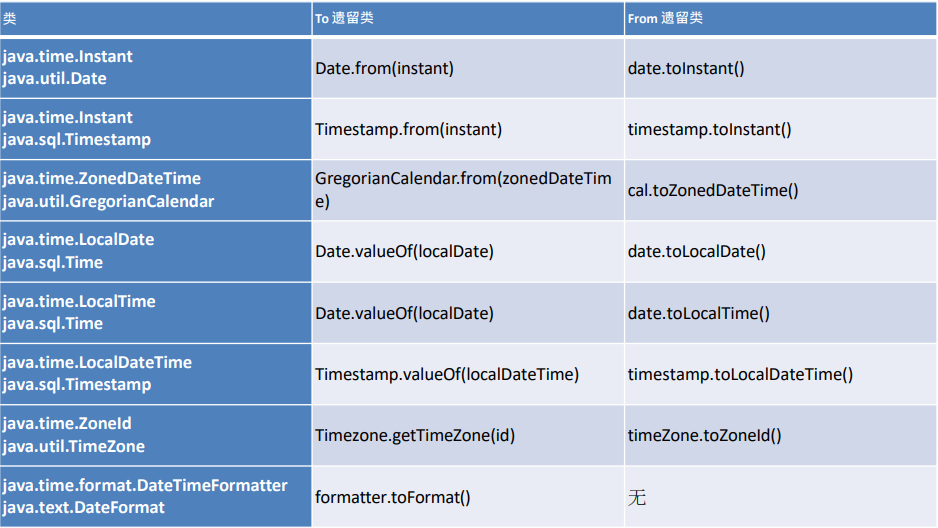 类 To 遗留类 From 遗留类
java.time.Instant
java.util.Date
Date.from(instant)
date.toInstant()
java.time.Instant
java.sql.Timestamp
Timestamp.from(instant)
timestamp.toInstant()
java.time.ZonedDateTime
java.util.GregorianCalendar
GregorianCalendar.from(zonedDateTim
e)
cal.toZonedDateTime()
java.time.LocalDate
java.sql.Time
Date.valueOf(localDate)
date.toLocalDate()
java.time.LocalTime
java.sql.Time
Date.valueOf(localDate)
date.toLocalTime()
java.time.LocalDateTime
java.sql.Timestamp
Timestamp.valueOf(localDateTime)
timestamp.toLocalDateTime()
java.time.ZoneId
java.util.TimeZone
Timezone.getTimeZone(id)
timeZone.toZoneId()
java.time.format.DateTimeFormatter
java.text.DateFormat
formatter.toFormat()
无